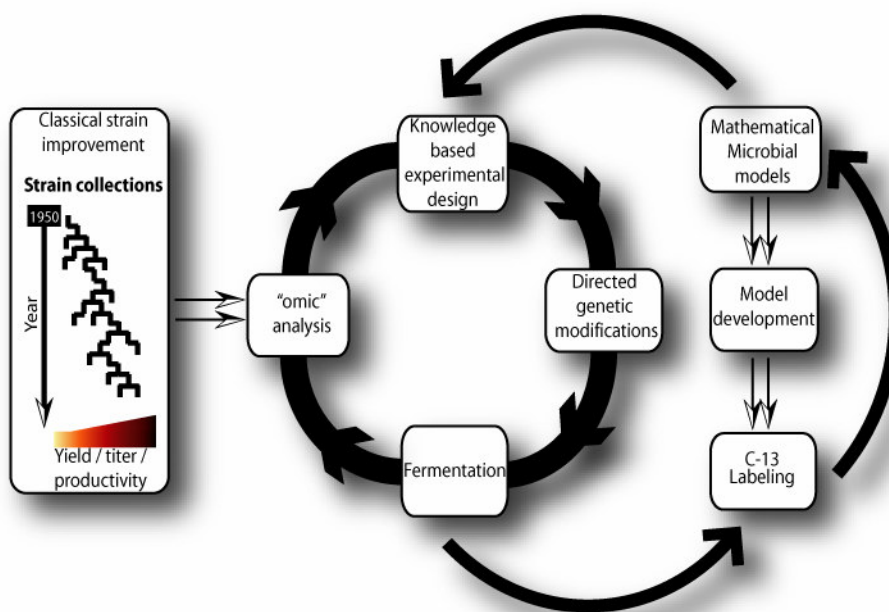 Classical strain
improvement
Strain collections
1950
Year
Yield / titer /
productivity
Knowledge
based
experimental
design
"omic"
analysis
Directed
genetic
modifications
Fermentation
Mathematical
Microbial
models
Model
development
C-13
Labeling